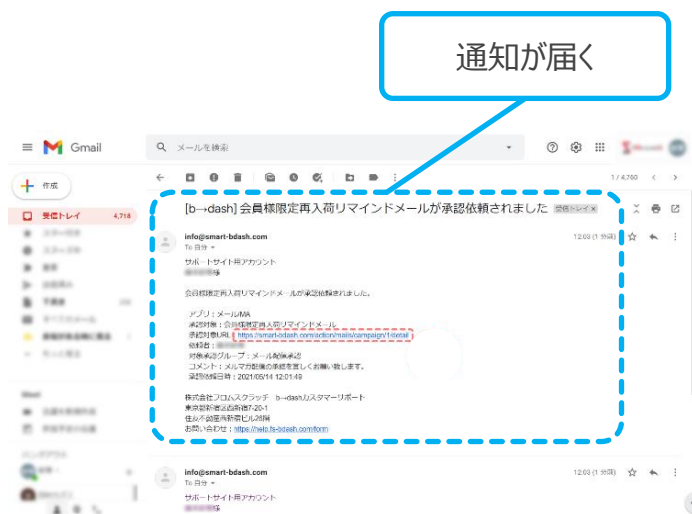 通知が届く
Gmail
メールを検索
作成
1 / 4,760
受信トレイ 4,718
[b→dash] 会員様限定再入荷リマインドメールが承認依頼されました 受信トレイ ×
info@smart-bdash.com 12:03 (1 分前)
To 自分
サポートサイト用アカウント
様
会員様限定再入荷リマインドメールが承認依頼されました。
アプリ：メール/MA
承認対象：会員様限定再入荷リマインドメール
承認対象URL：https://smart-bdash.com/action/mails/campaign/1/detail
依頼者：
対象承認グループ：メール配信承認
コメント：メルマガ配信の承認を宜しくお願い致します。
承認依頼日時：2021/05/14 12:01:49
株式会社フロムスクラッチ b→dashカスタマーサポート
東京都新宿区西新宿7-20-1
住友不動産西新宿ビル26階
お問い合わせ：https://help.fs-bdash.com/form
info@smart-bdash.com 12:03 (1 分前)
To 自分
サポートサイト用アカウント
様